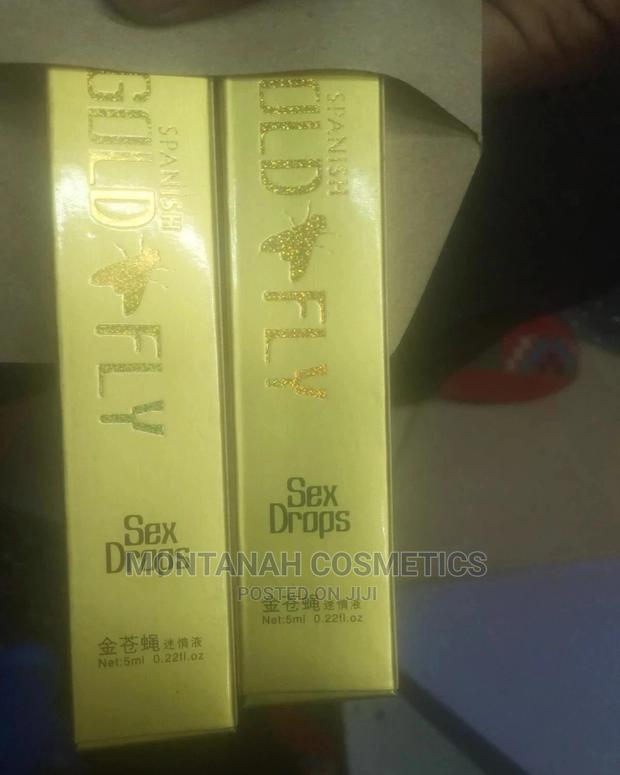 SPANISH
GOLD FLY
Sex
Drops
金苍蝇迷情液
Net:5ml 0.22fl.oz
SPANISH
GOLD FLY
Sex
Drops
金苍蝇迷情液
Net:5ml 0.22fl.oz
MONTANAH COSMETICS
POSTED ON JIJI